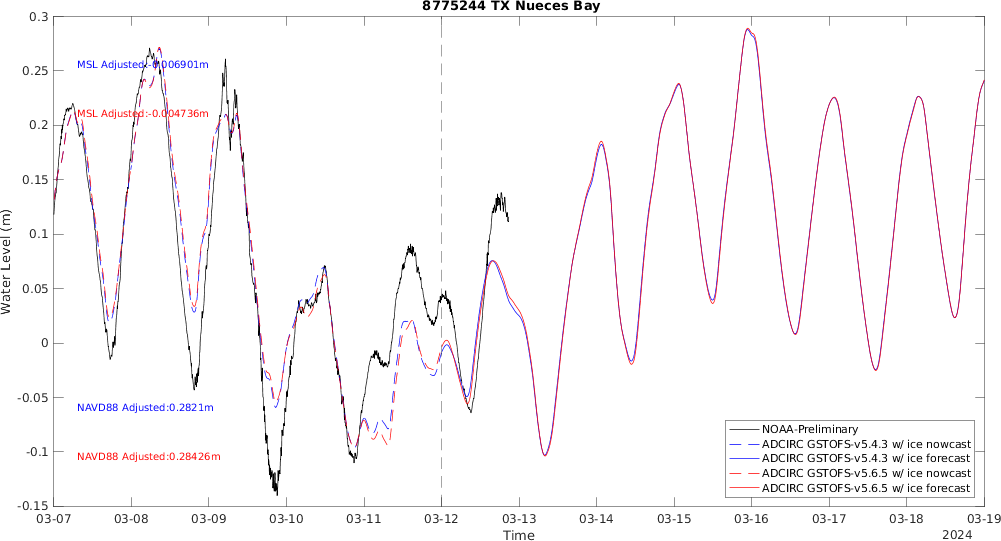 8775244 TX Nueces Bay
0.3
0.25
0.2
0.15
0.1
0.05
0
-0.05
-0.1
-0.15
Water Level (m)
MSL Adjusted:-0.006901m
MSL Adjusted:-0.004736m
NAVD88 Adjusted:0.2821m
NAVD88 Adjusted:0.28426m
NOAA-Preliminary
ADCIRC GSTOFS-v5.4.3 w/ ice nowcast
ADCIRC GSTOFS-v5.4.3 w/ ice forecast
ADCIRC GSTOFS-v5.6.5 w/ ice nowcast
ADCIRC GSTOFS-v5.6.5 w/ ice forecast
03-07 03-08 03-09 03-10 03-11 03-12 03-13 03-14 03-15 03-16 03-17 03-18 03-19
Time
2024